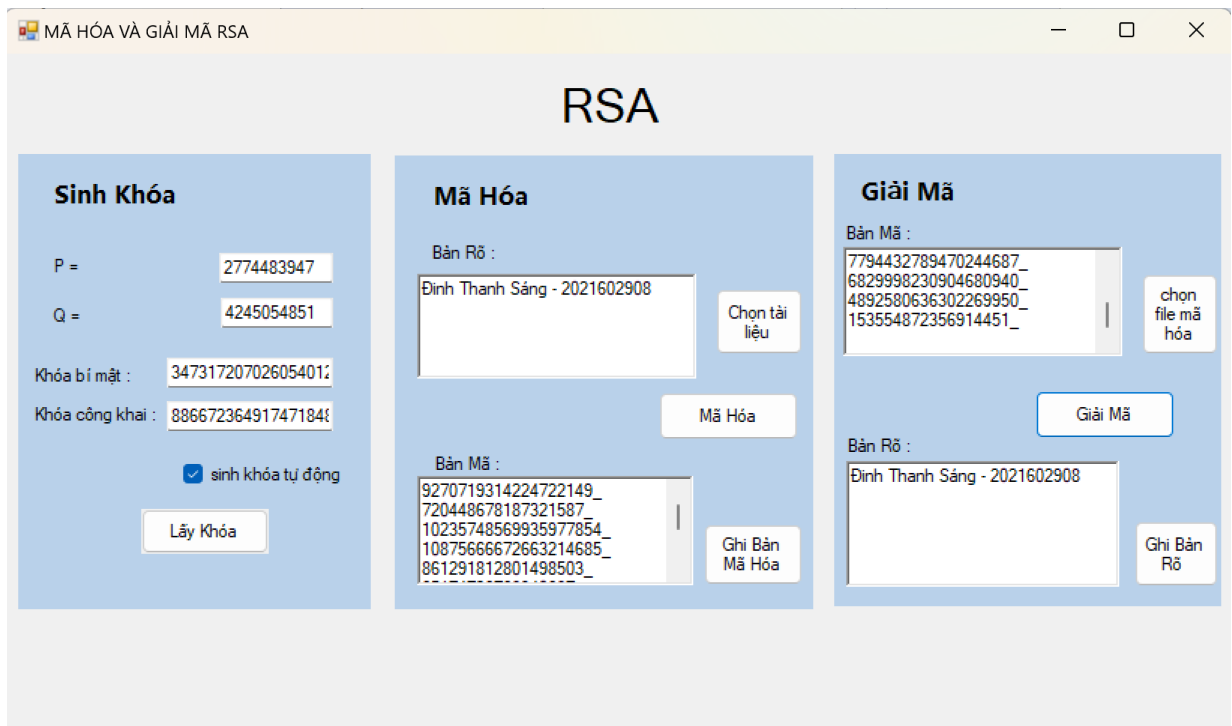 MÃ HÓA VÀ GIẢI MÃ RSA
RSA
Sinh Khóa
P =
2774483947
Q =
4245054851
Khóa bí mật :
347317207026054012
Khóa công khai :
886672364917471848
sinh khóa tự động
Lấy Khóa
Mã Hóa
Bản Rõ :
Đinh Thanh Sáng - 2021602908
Chọn tài
liệu
Mã Hóa
Bản Mã :
9270719314224722149_
720448678187321587_
10235748569935977854_
10875666672663214685_
861291812801498503_
Ghi Bản
Mã Hóa
Giải Mã
Bản Mã :
7794432789470244687_
6829998230904680940_
4892580636302269950_
153554872356914451_
chọn
file mã
hóa
Giải Mã
Bản Rõ :
Đinh Thanh Sáng - 2021602908
Ghi Bản
Rõ